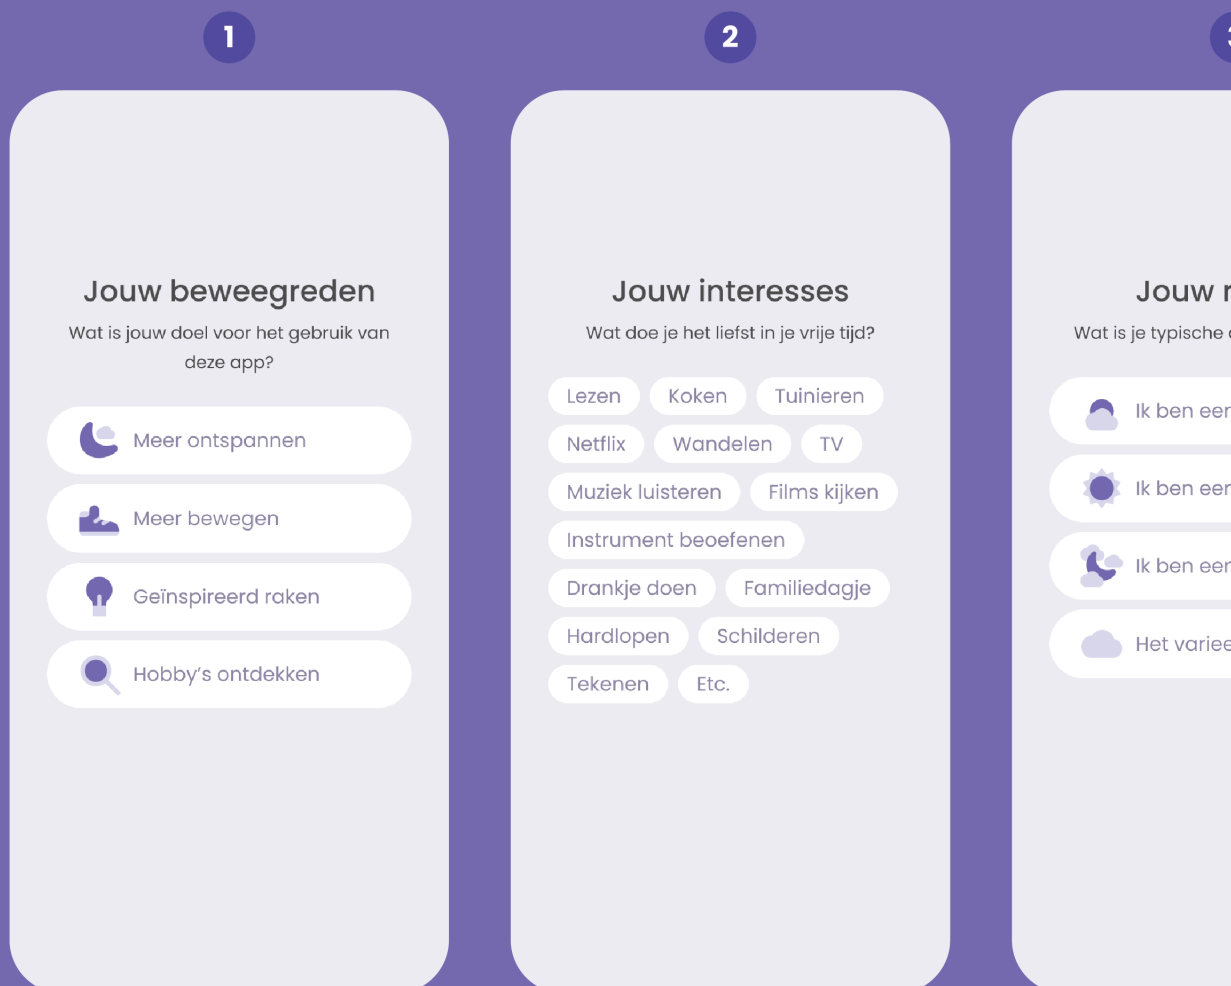 1
Jouw beweegreden
Wat is jouw doel voor het gebruik van
deze app?
Meer ontspannen
Meer bewegen
Geïnspireerd raken
Hobby's ontdekken
2
Jouw interesses
Wat doe je het liefst in je vrije tijd?
Lezen Koken Tuinieren
Netflix Wandelen TV
Muziek luisteren Films kijken
Instrument beoefenen
Drankje doen Familiedagje
Hardlopen Schilderen
Tekenen Etc.
Jouw
Wat is je typische
Ik ben
Ik ben
Ik ben
Het